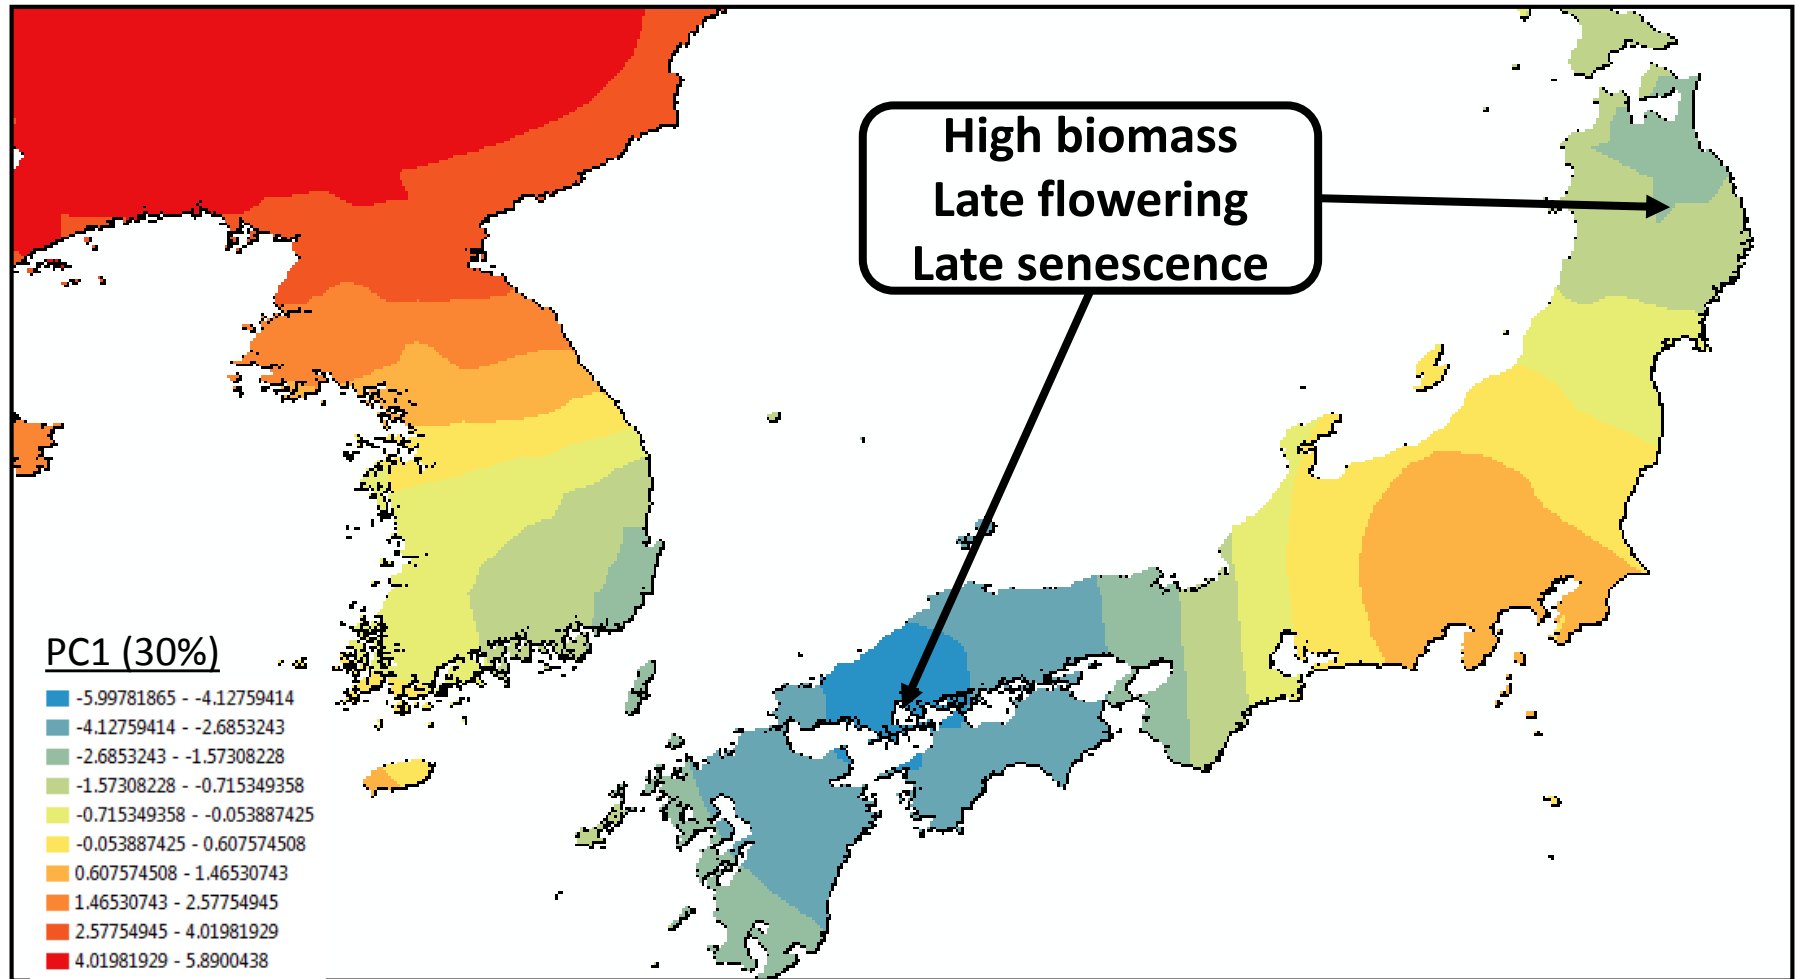 High biomass
Late flowering
Late senescence
PC1 (30%)
-5.99781865 - -4.12759414
-4.12759414 - -2.6853243
-2.6853243 - -1.57308228
-1.57308228 - -0.715349358
-0.715349358 - -0.053887425
-0.053887425 - 0.607574508
0.607574508 - 1.46530743
1.46530743 - 2.57754945
2.57754945 - 4.01981929
4.01981929 - 5.8900438